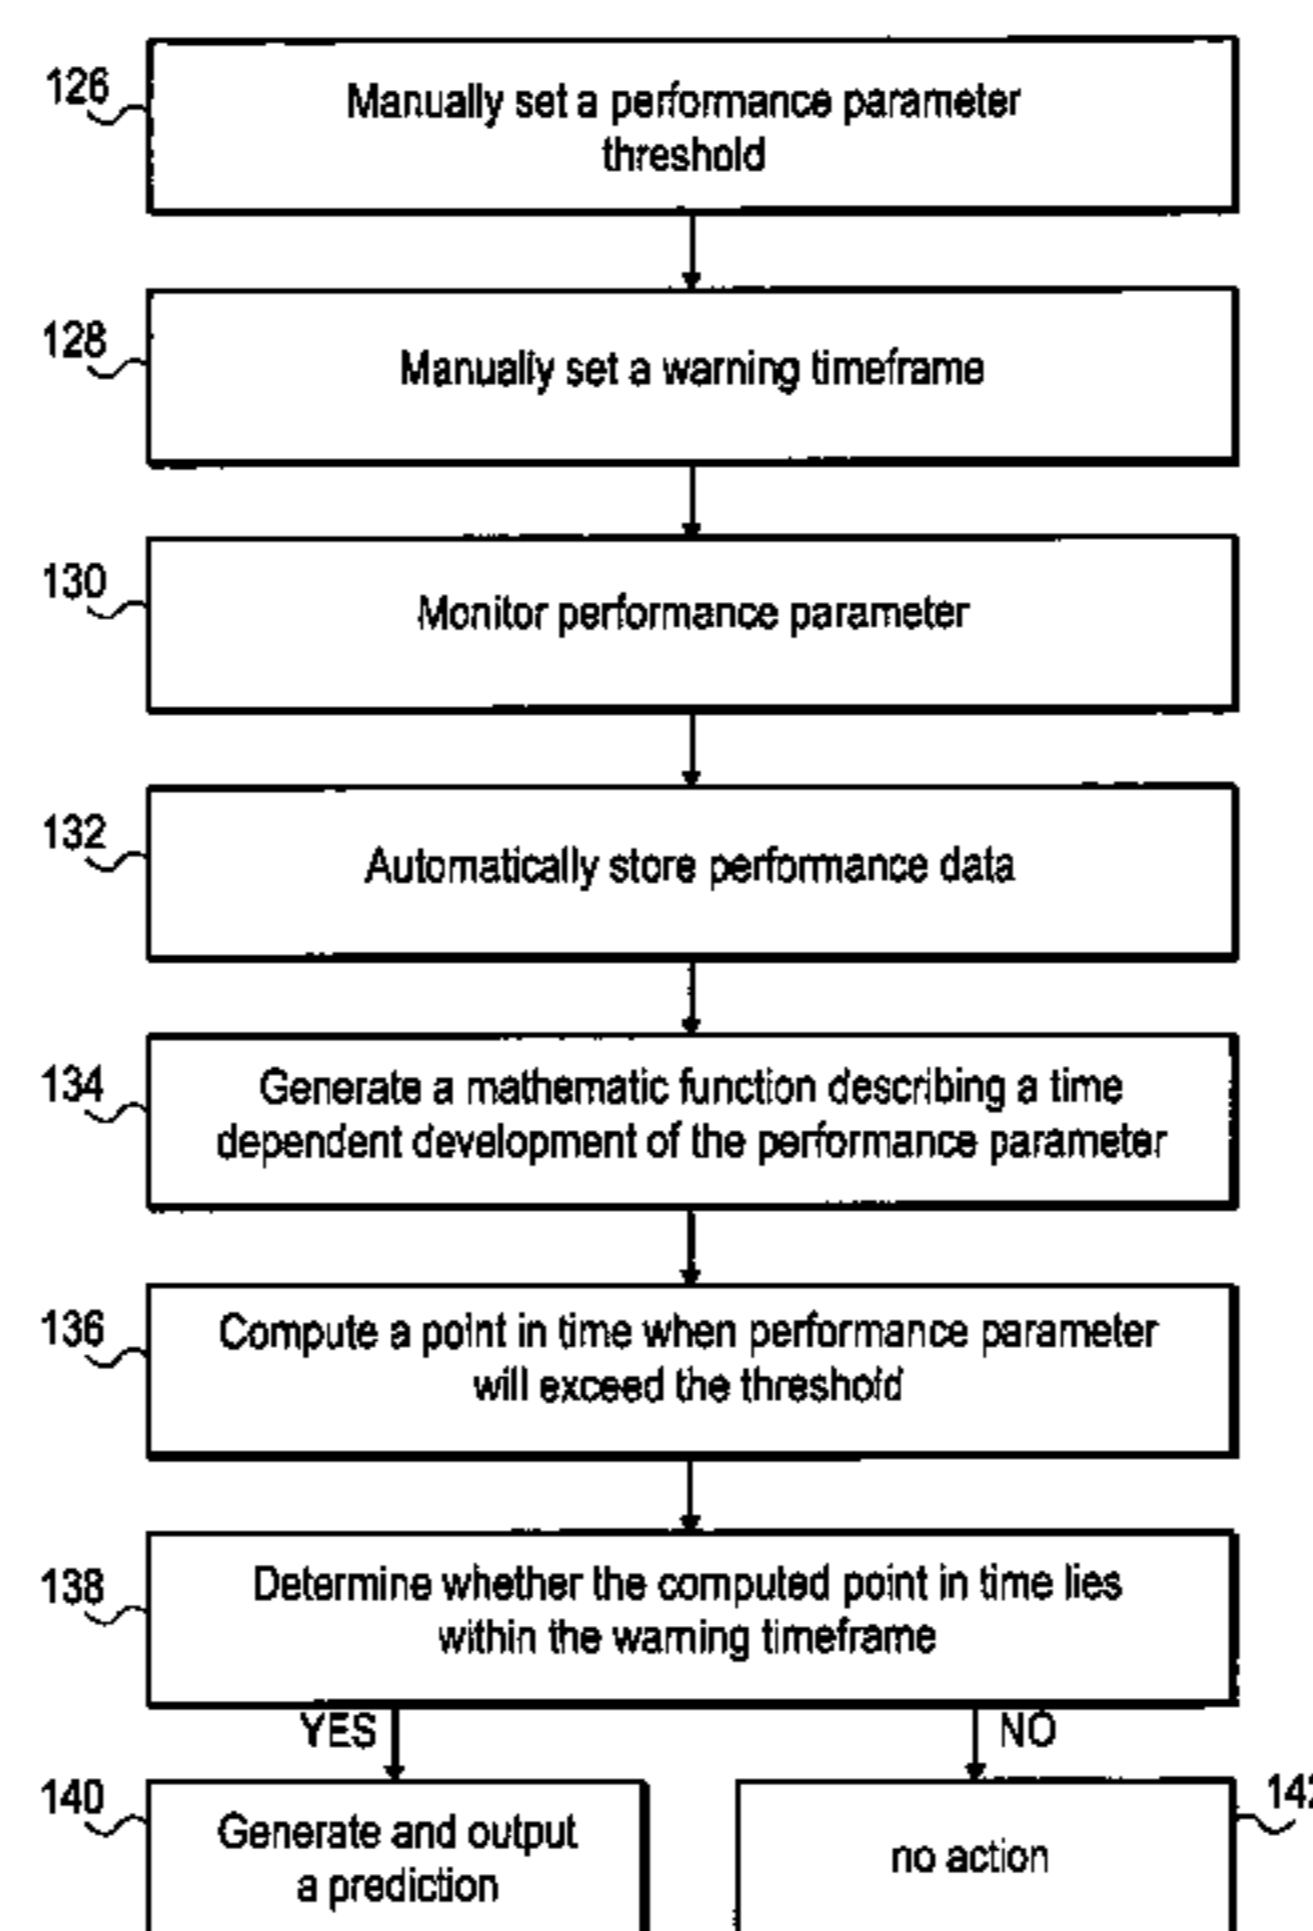 126
Manually set a performance parameter
threshold
128
Manually set a warning timeframe
130
Monitor performance parameter
132
Automatically store performance data
134
Generate a mathematic function describing a time
dependent development of the performance parameter
136
Compute a point in time when performance parameter
will exceed the threshold
138
Determine whether the computed point in time lies
within the warning timeframe
YES
NO
140
Generate and output
a prediction
no action
142